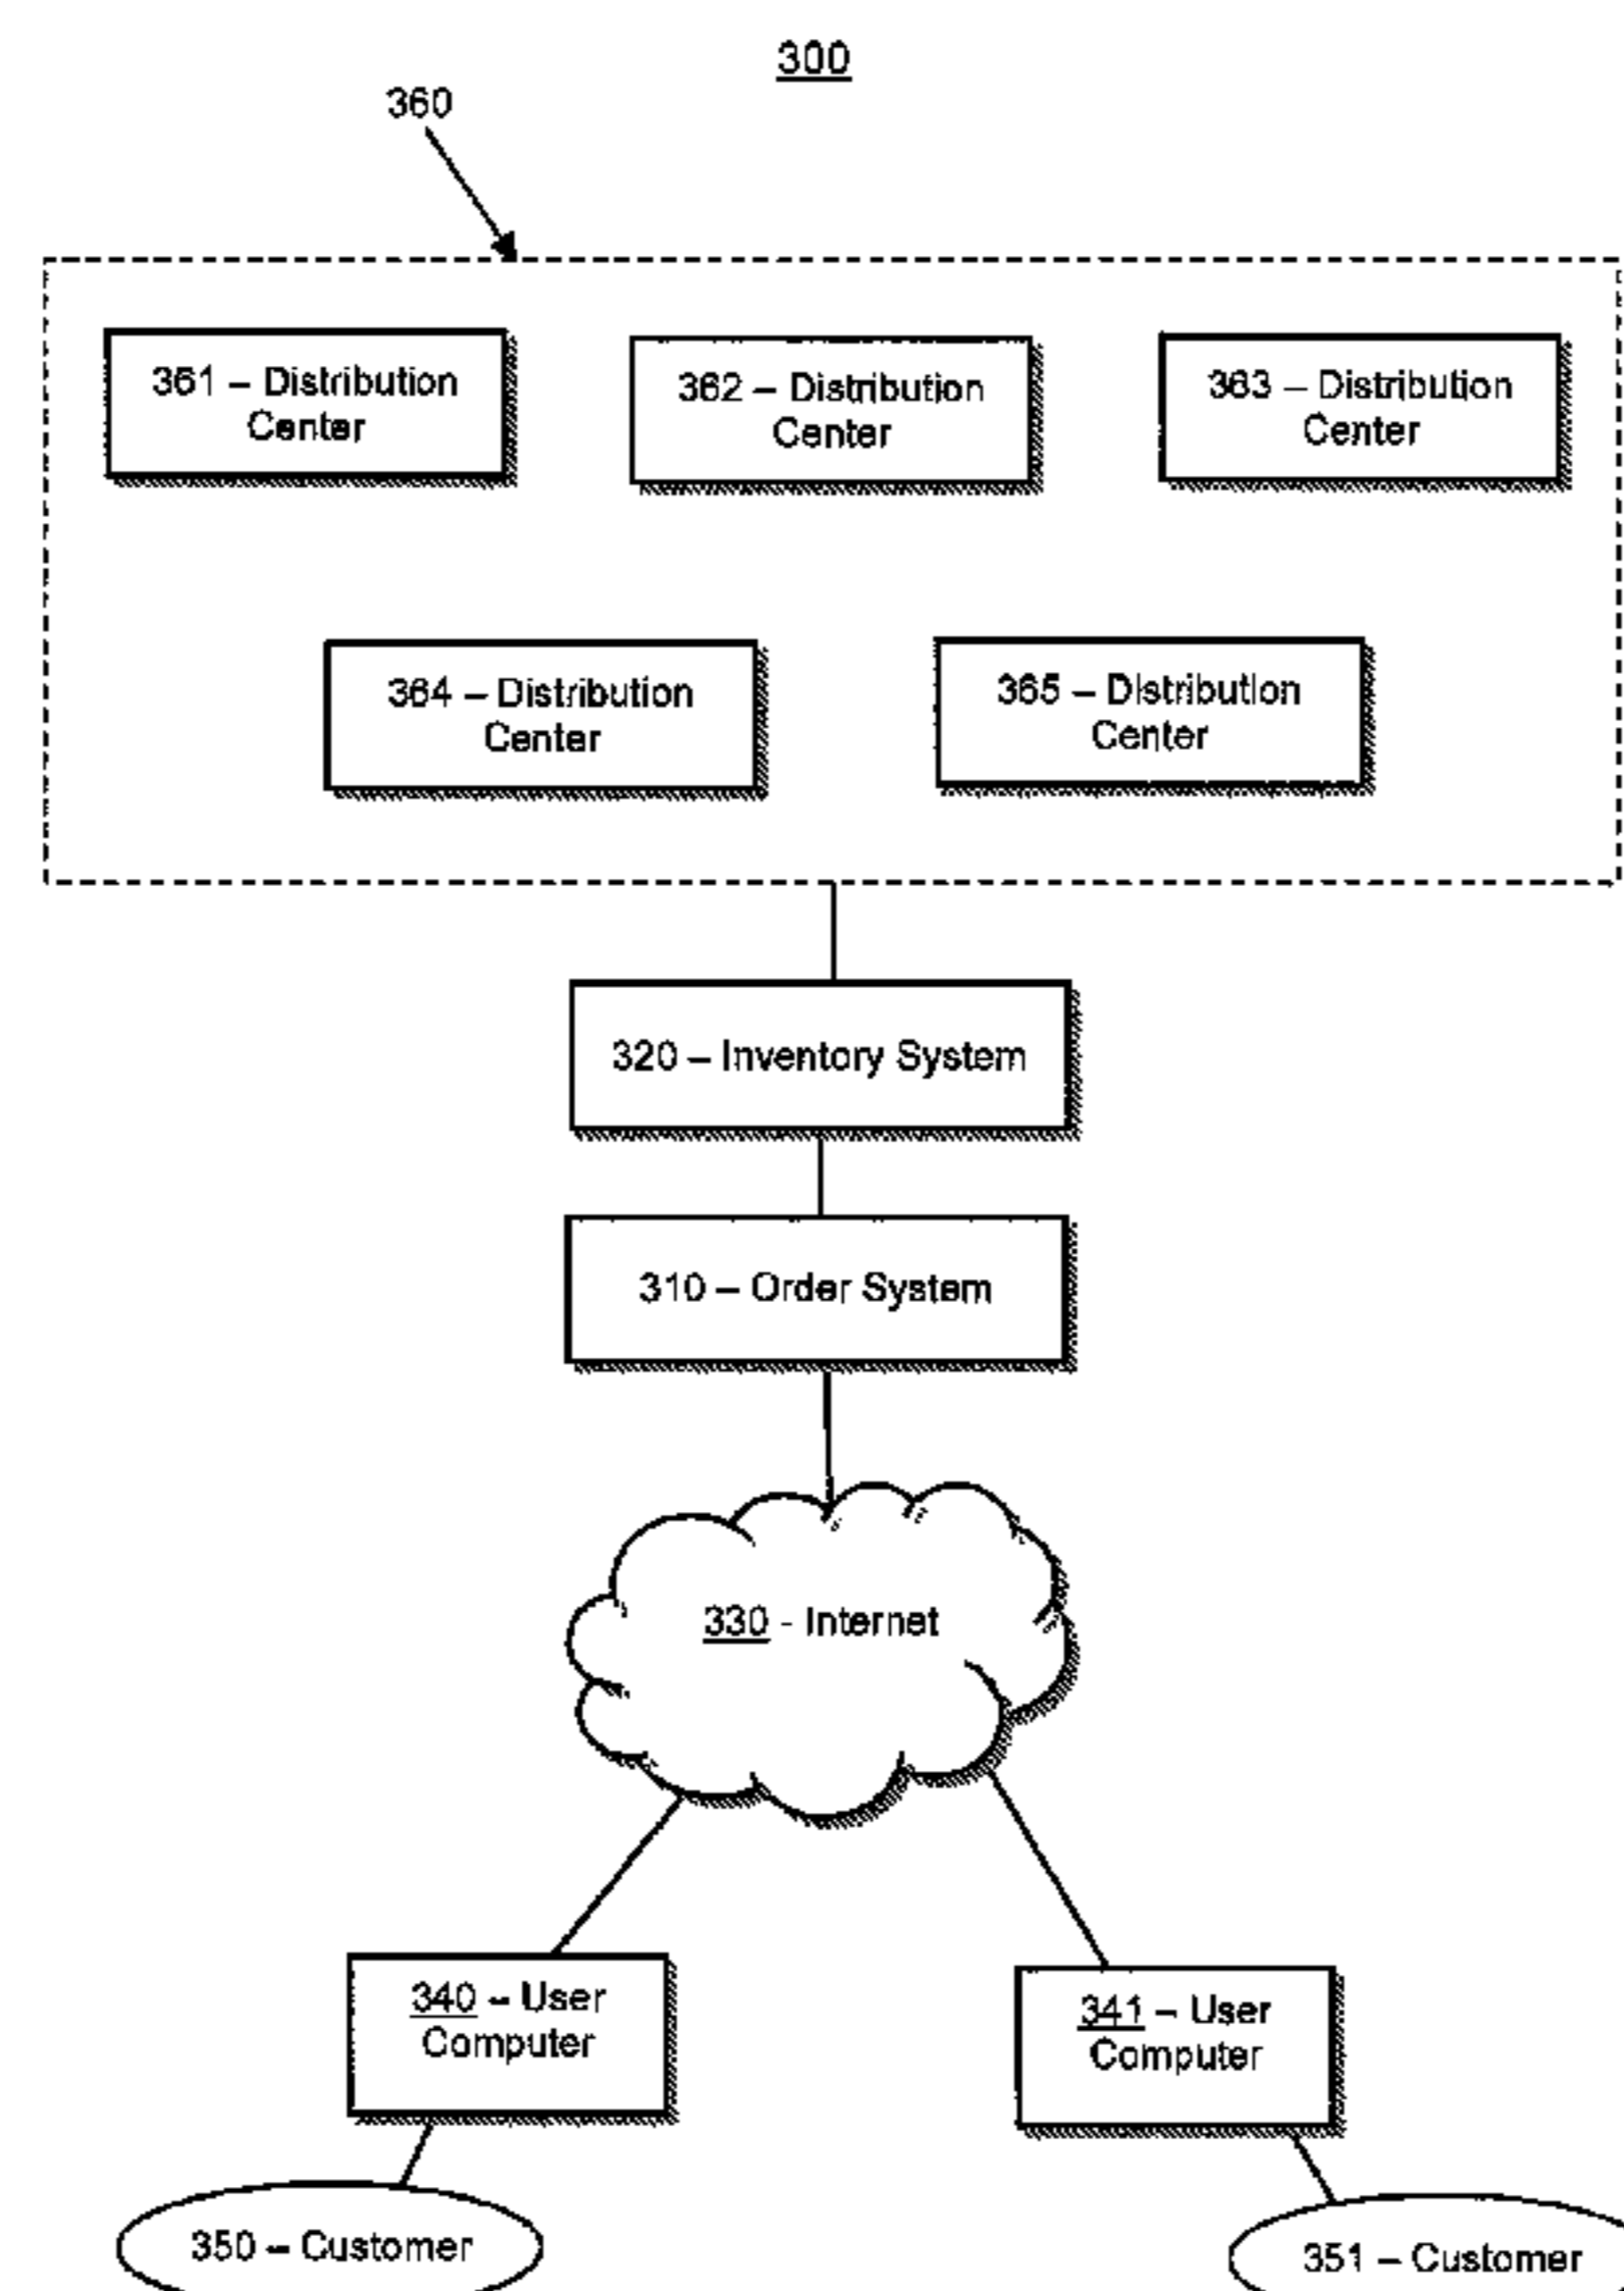 300
360
361 – Distribution
Center
362 – Distribution
Center
363 – Distribution
Center
364 – Distribution
Center
365 – Distribution
Center
320 – Inventory System
310 – Order System
330 - Internet
340 – User
Computer
341 – User
Computer
350 – Customer
351 – Customer